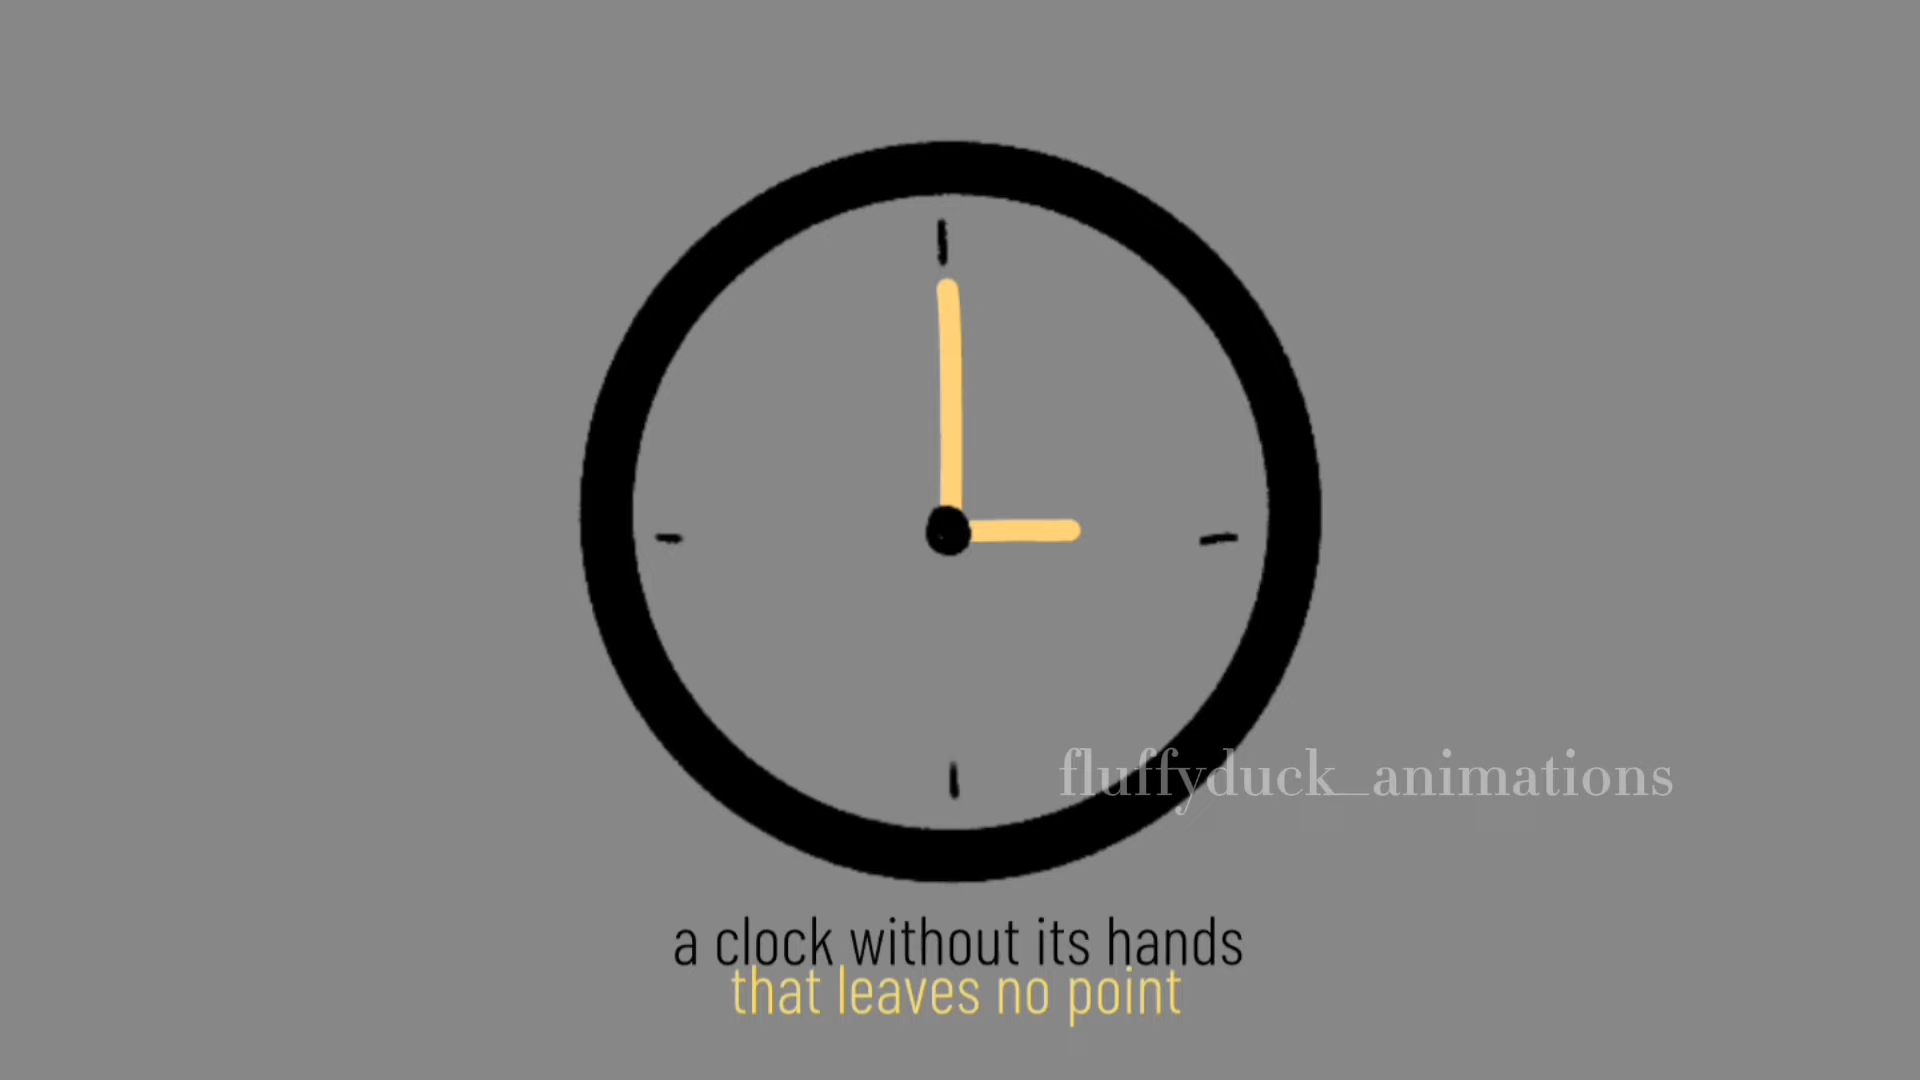 fluffyduck_animations
a clock without its hands
that leaves no point